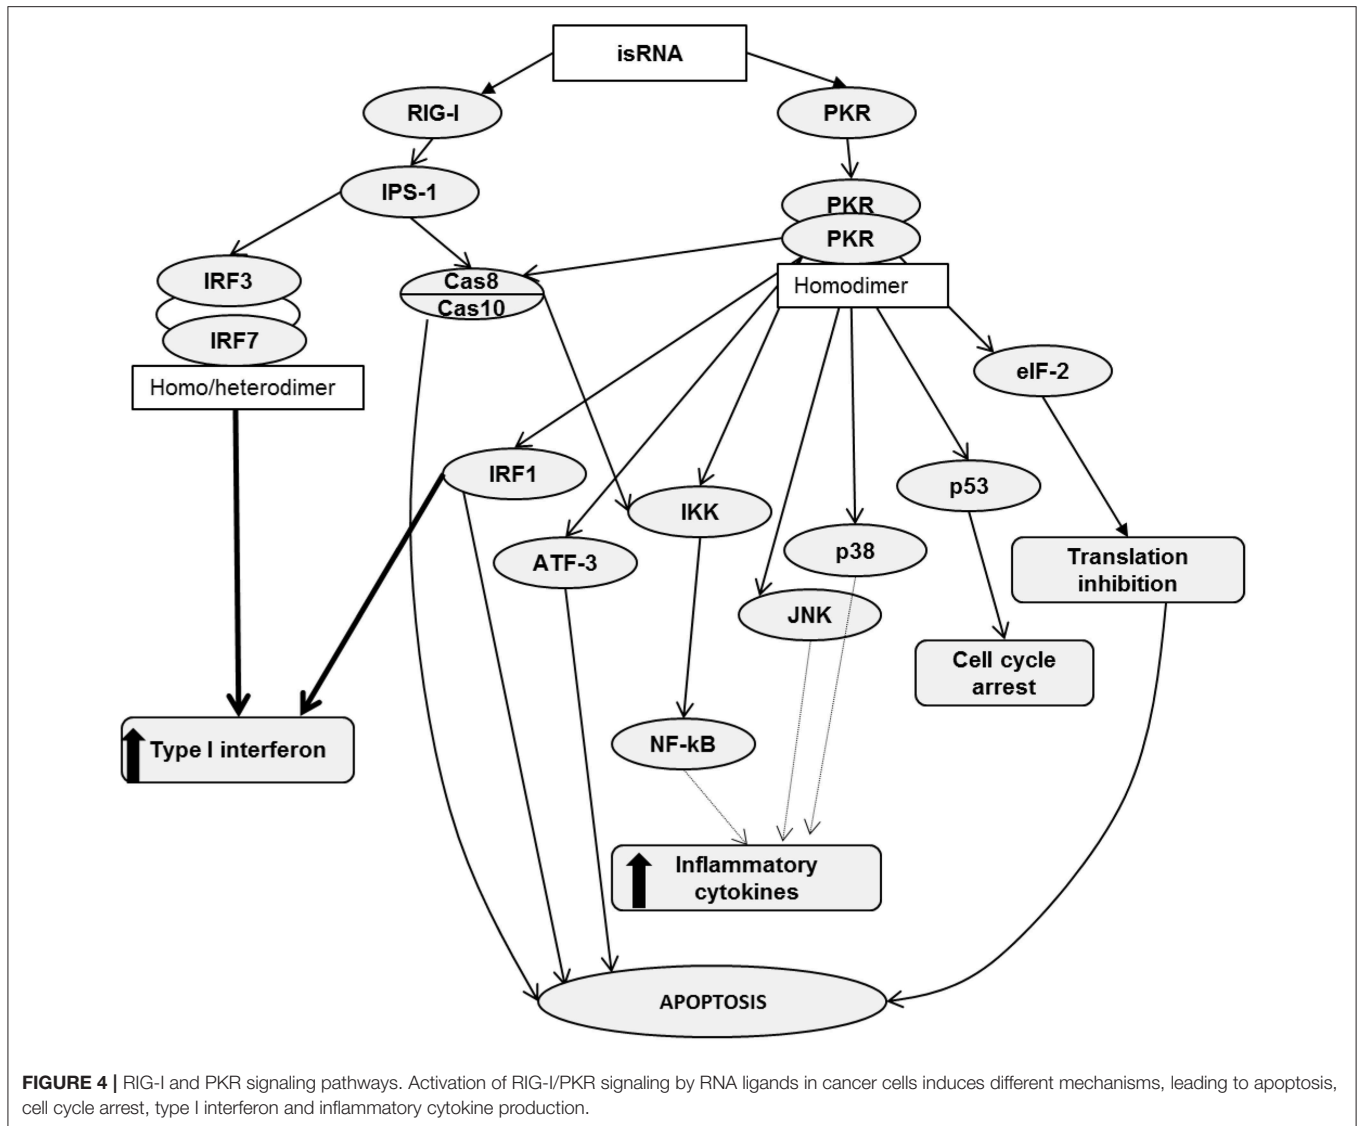 isRNA
RIG-I
PKR
IPS-1
PKR
PKR
Homodimer
IRF3
IRF7
Homo/heterodimer
Cas8
Cas10
eIF-2
IRF1
IKK
p53
ATF-3
p38
JNK
Translation
inhibition
Cell cycle
arrest
Type I interferon
NF-kB
Inflammatory
cytokines
APOPTOSIS
FIGURE 4 | RIG-I and PKR signaling pathways. Activation of RIG-I/PKR signaling by RNA ligands in cancer cells induces different mechanisms, leading to apoptosis,
cell cycle arrest, type I interferon and inflammatory cytokine production.